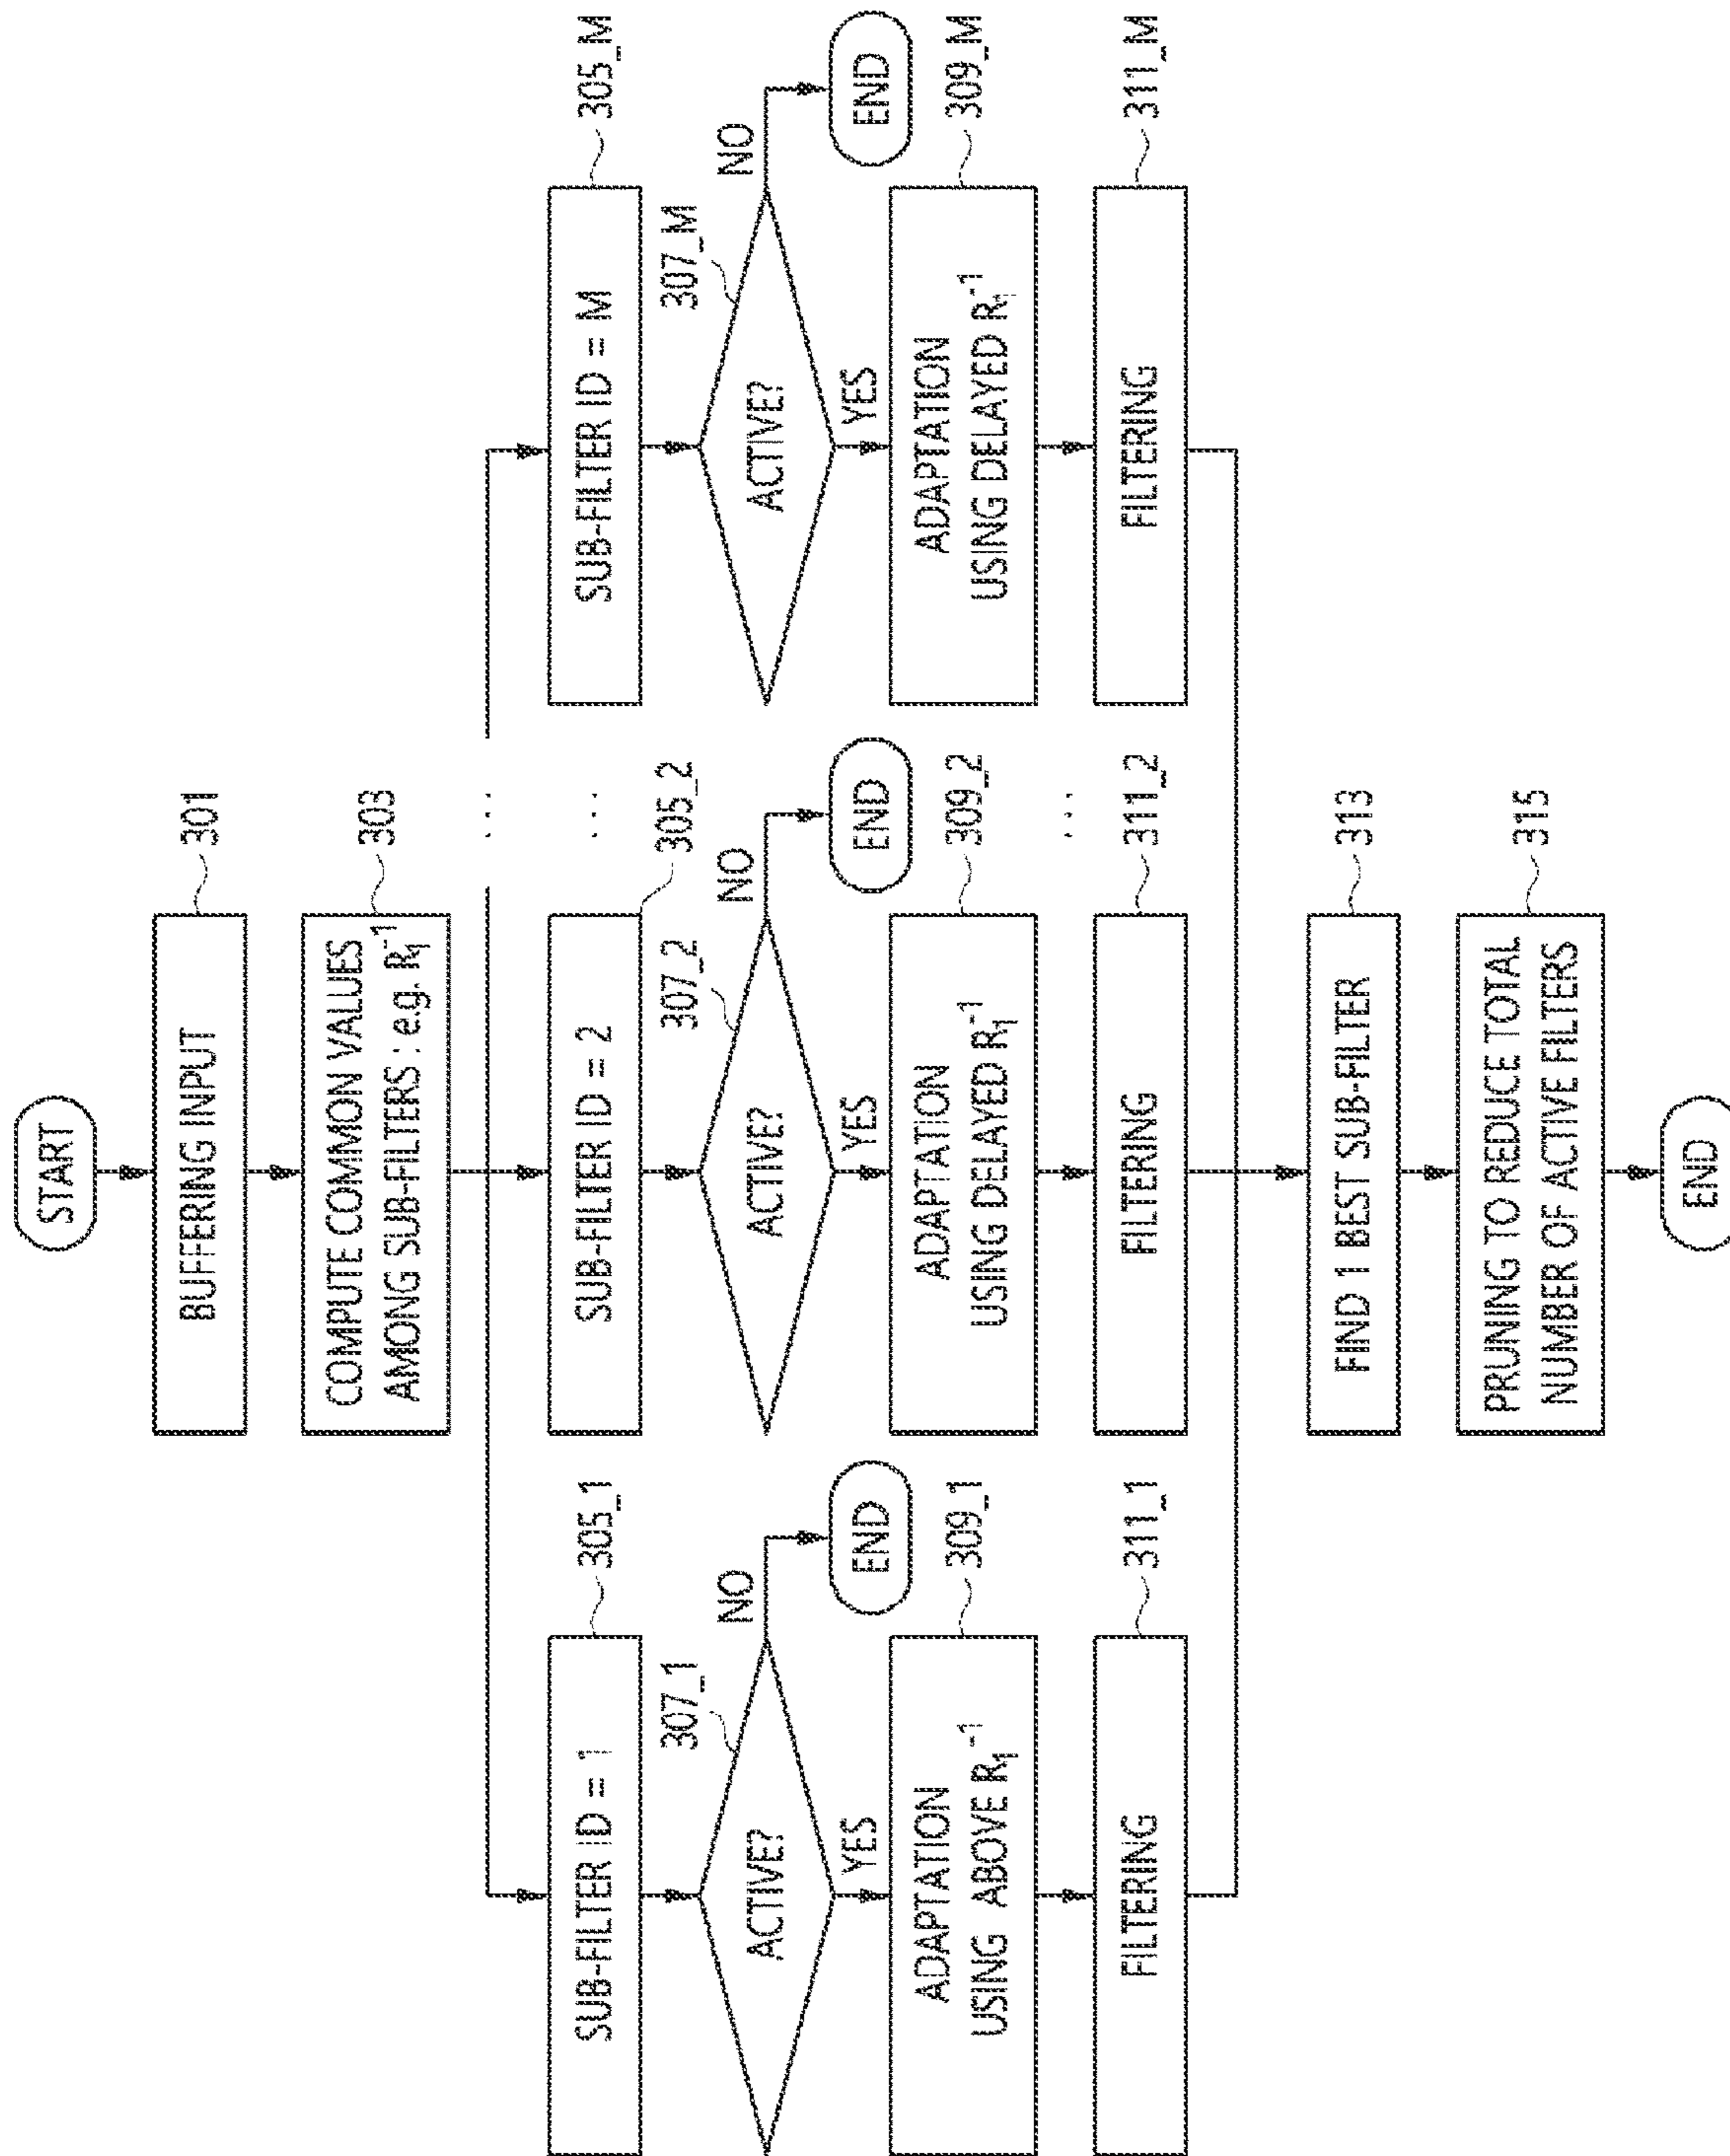 START
BUFFERING INPUT
301
COMPUTE COMMON VALUES
AMONG SUB-FILTERS : e.g. R₁⁻¹
303
...
SUB-FILTER ID = 1
305_1
SUB-FILTER ID = 2
305_2
...
SUB-FILTER ID = M
305_M
ACTIVE?
307_1
NO
END
YES
ACTIVE?
307_2
NO
END
YES
ACTIVE?
307_M
NO
END
YES
ADAPTATION
USING ABOVE R₁⁻¹
309_1
ADAPTATION
USING DELAYED R₁⁻¹
309_2
ADAPTATION
USING DELAYED R₁⁻¹
309_M
...
FILTERING
311_1
FILTERING
311_2
FILTERING
311_M
FIND 1 BEST SUB-FILTER
313
PRUNING TO REDUCE TOTAL
NUMBER OF ACTIVE FILTERS
315
END